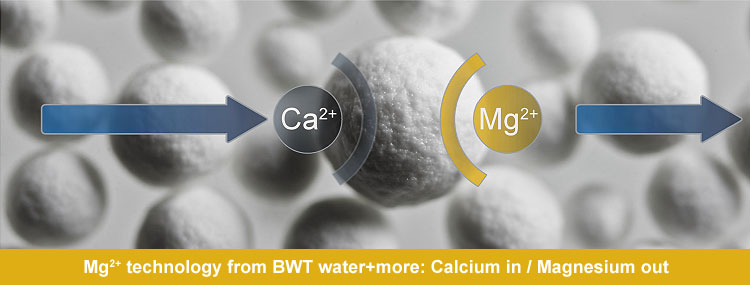 Ca²⁺
Mg²⁺
Mg²⁺ technology from BWT water+more: Calcium in / Magnesium out